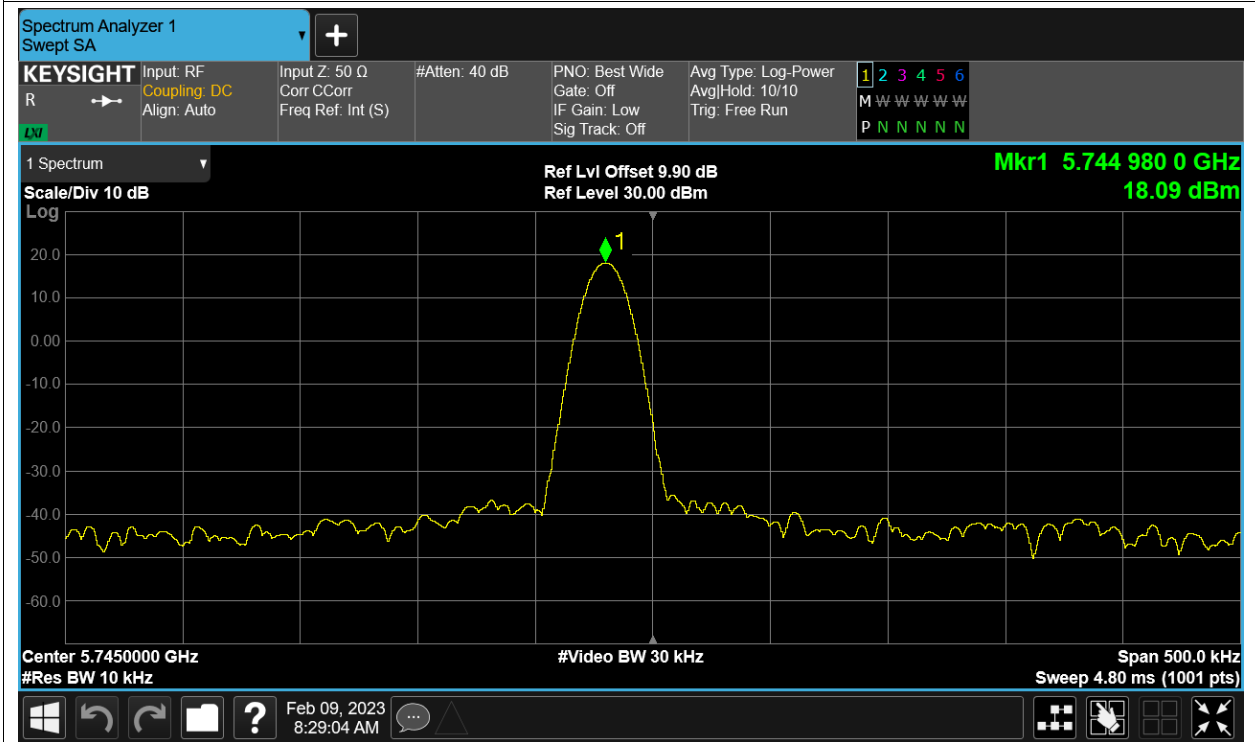 Spectrum Analyzer 1
Swept SA
KEYSIGHT
R
LXI
Input: RF
Coupling: DC
Align: Auto
Input Z: 50 Ω
Corr CCorr
Freq Ref: Int (S)
#Atten: 40 dB
PNO: Best Wide
Gate: Off
IF Gain: Low
Sig Track: Off
Avg Type: Log-Power
Avg|Hold: 10/10
Trig: Free Run
1 2 3 4 5 6
M W W W W W
P N N N N N
1 Spectrum
Scale/Div 10 dB
Log
Ref Lvl Offset 9.90 dB
Ref Level 30.00 dBm
Mkr1 5.744 980 0 GHz
18.09 dBm
1
20.0
10.0
0.00
-10.0
-20.0
-30.0
-40.0
-50.0
-60.0
Center 5.7450000 GHz
#Res BW 10 kHz
#Video BW 30 kHz
Span 500.0 kHz
Sweep 4.80 ms (1001 pts)
?
Feb 09, 2023
8:29:04 AM